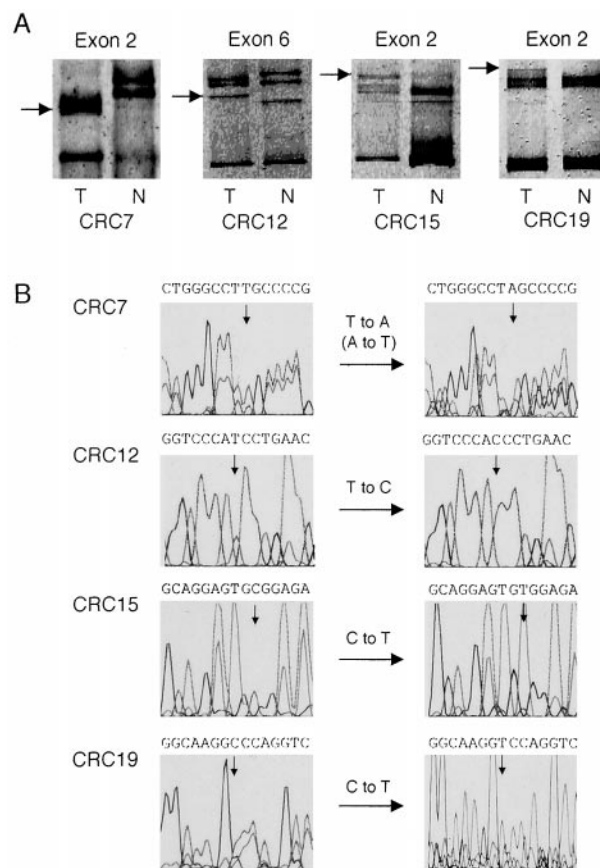 A
Exon 2 Exon 6 Exon 2 Exon 2
T N T N T N T N
CRC7 CRC12 CRC15 CRC19
B
CTGGGCCTTGCCCCG CTGGGCCTAGCCCCG
CRC7
T to A
(A to T)
GGTCCCATCCTGAAC GGTCCCACCCTGAAC
CRC12
T to C
GCAGGAGTGCGGAGA GCAGGAGTGTGGAGA
CRC15
C to T
GGCAAGGCCCAGGTC GGCAAGGTCCAGGTC
CRC19
C to T